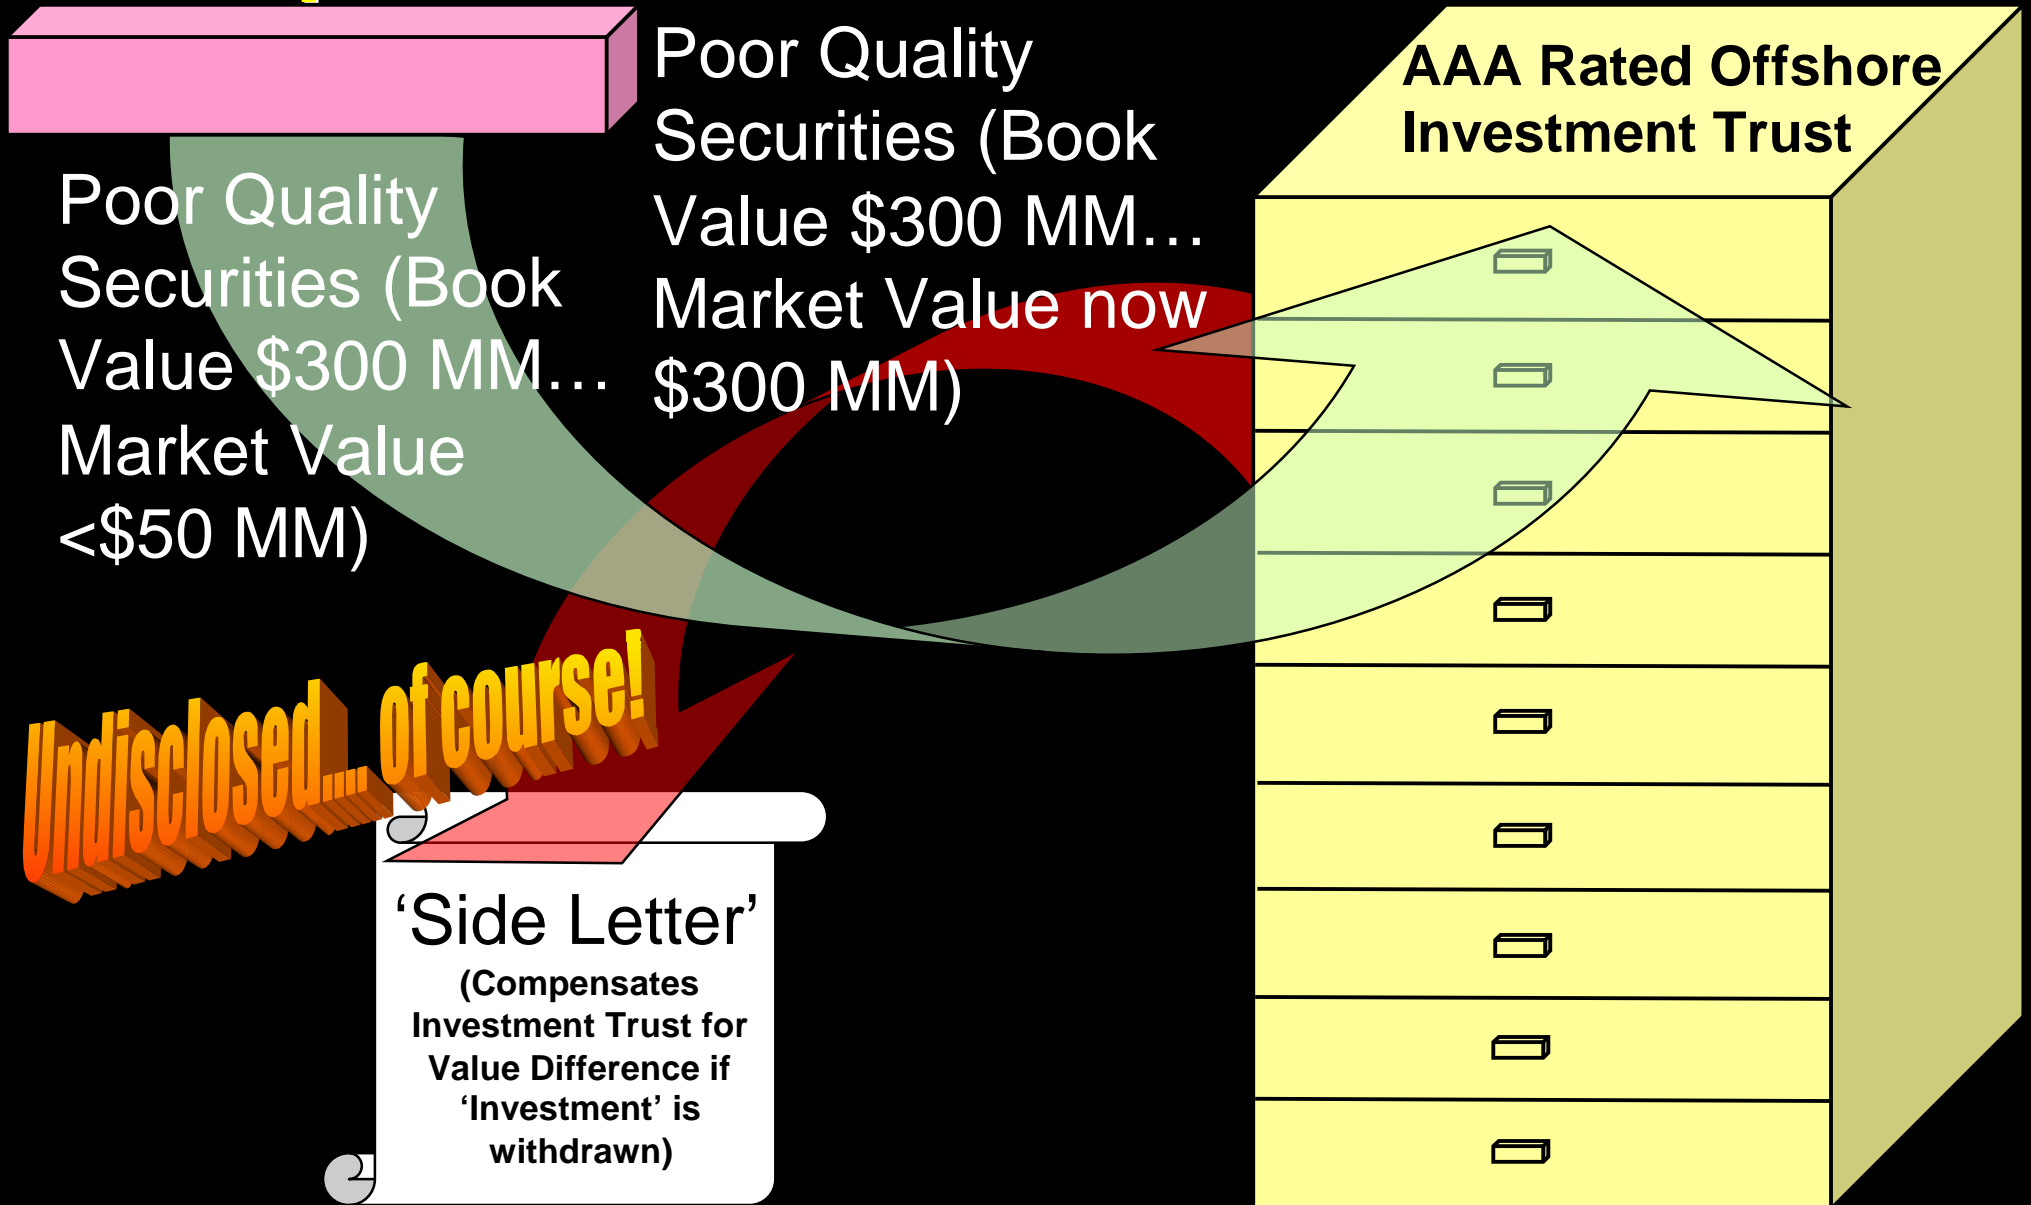 Poor Quality
Securities (Book
Value $300 MM…
Market Value
<$50 MM)
Poor Quality
Securities (Book
Value $300 MM…
Market Value now
$300 MM)
AAA Rated Offshore
Investment Trust
Undisclosed.... of course!
‘Side Letter’
(Compensates
Investment Trust for
Value Difference if
‘Investment’ is
withdrawn)